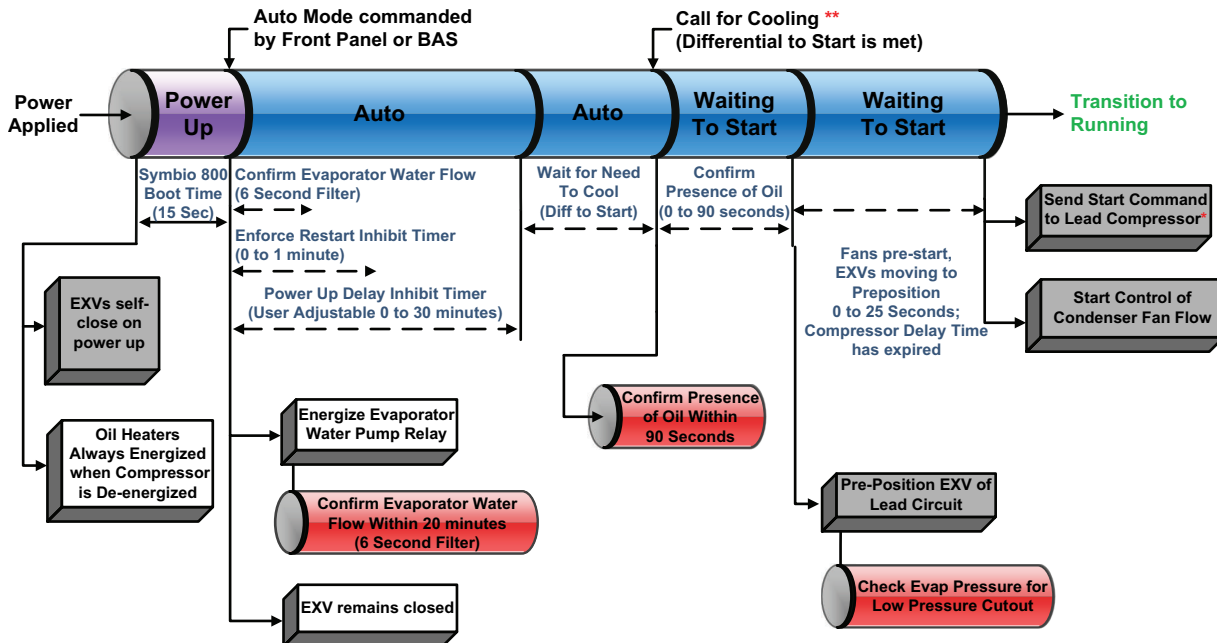 Auto Mode commanded
by Front Panel or BAS
Call for Cooling **
(Differential to Start is met)
Power
Applied
Power
Up
Auto
Auto
Waiting
To Start
Waiting
To Start
Transition to
Running
Symbio 800
Boot Time
(15 Sec)
Confirm Evaporator Water Flow
(6 Second Filter)
Enforce Restart Inhibit Timer
(0 to 1 minute)
Power Up Delay Inhibit Timer
(User Adjustable 0 to 30 minutes)
Wait for Need
To Cool
(Diff to Start)
Confirm
Presence of Oil
(0 to 90 seconds)
Fans pre-start,
EXVs moving to
Preposition
0 to 25 Seconds;
Compressor Delay Time
has expired
Send Start Command
to Lead Compressor*
Start Control of
Condenser Fan Flow
EXVs self-
close on
power up
Oil Heaters
Always Energized
when Compressor
is De-energized
Energize Evaporator
Water Pump Relay
Confirm Evaporator Water
Flow Within 20 minutes
(6 Second Filter)
EXV remains closed
Confirm Presence
of Oil Within
90 Seconds
Pre-Position EXV of
Lead Circuit
Check Evap Pressure for
Low Pressure Cutout